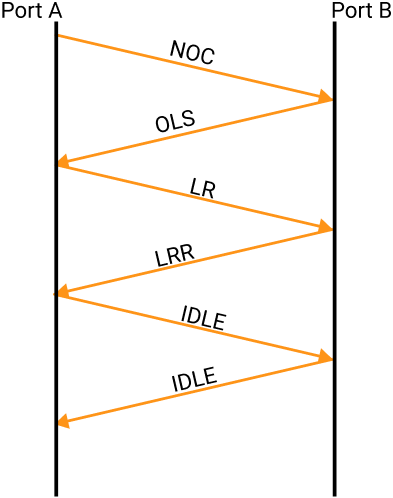 Port A
Port B
NOC
OLS
LR
LRR
IDLE
IDLE